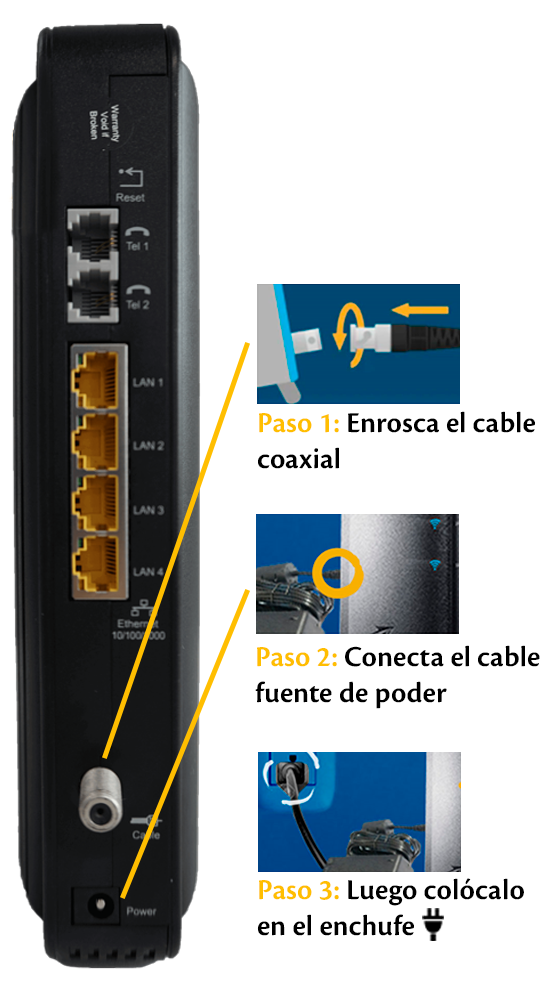 Warranty
Void if
Broken
Reset
Tel 1
Tel 2
LAN 1
LAN 2
LAN 3
LAN 4
Ethernet
10/100/1000
Cable
Power
Paso 1: Enrosca el cable
coaxial
Paso 2: Conecta el cable
fuente de poder
Paso 3: Luego colócalo
en el enchufe